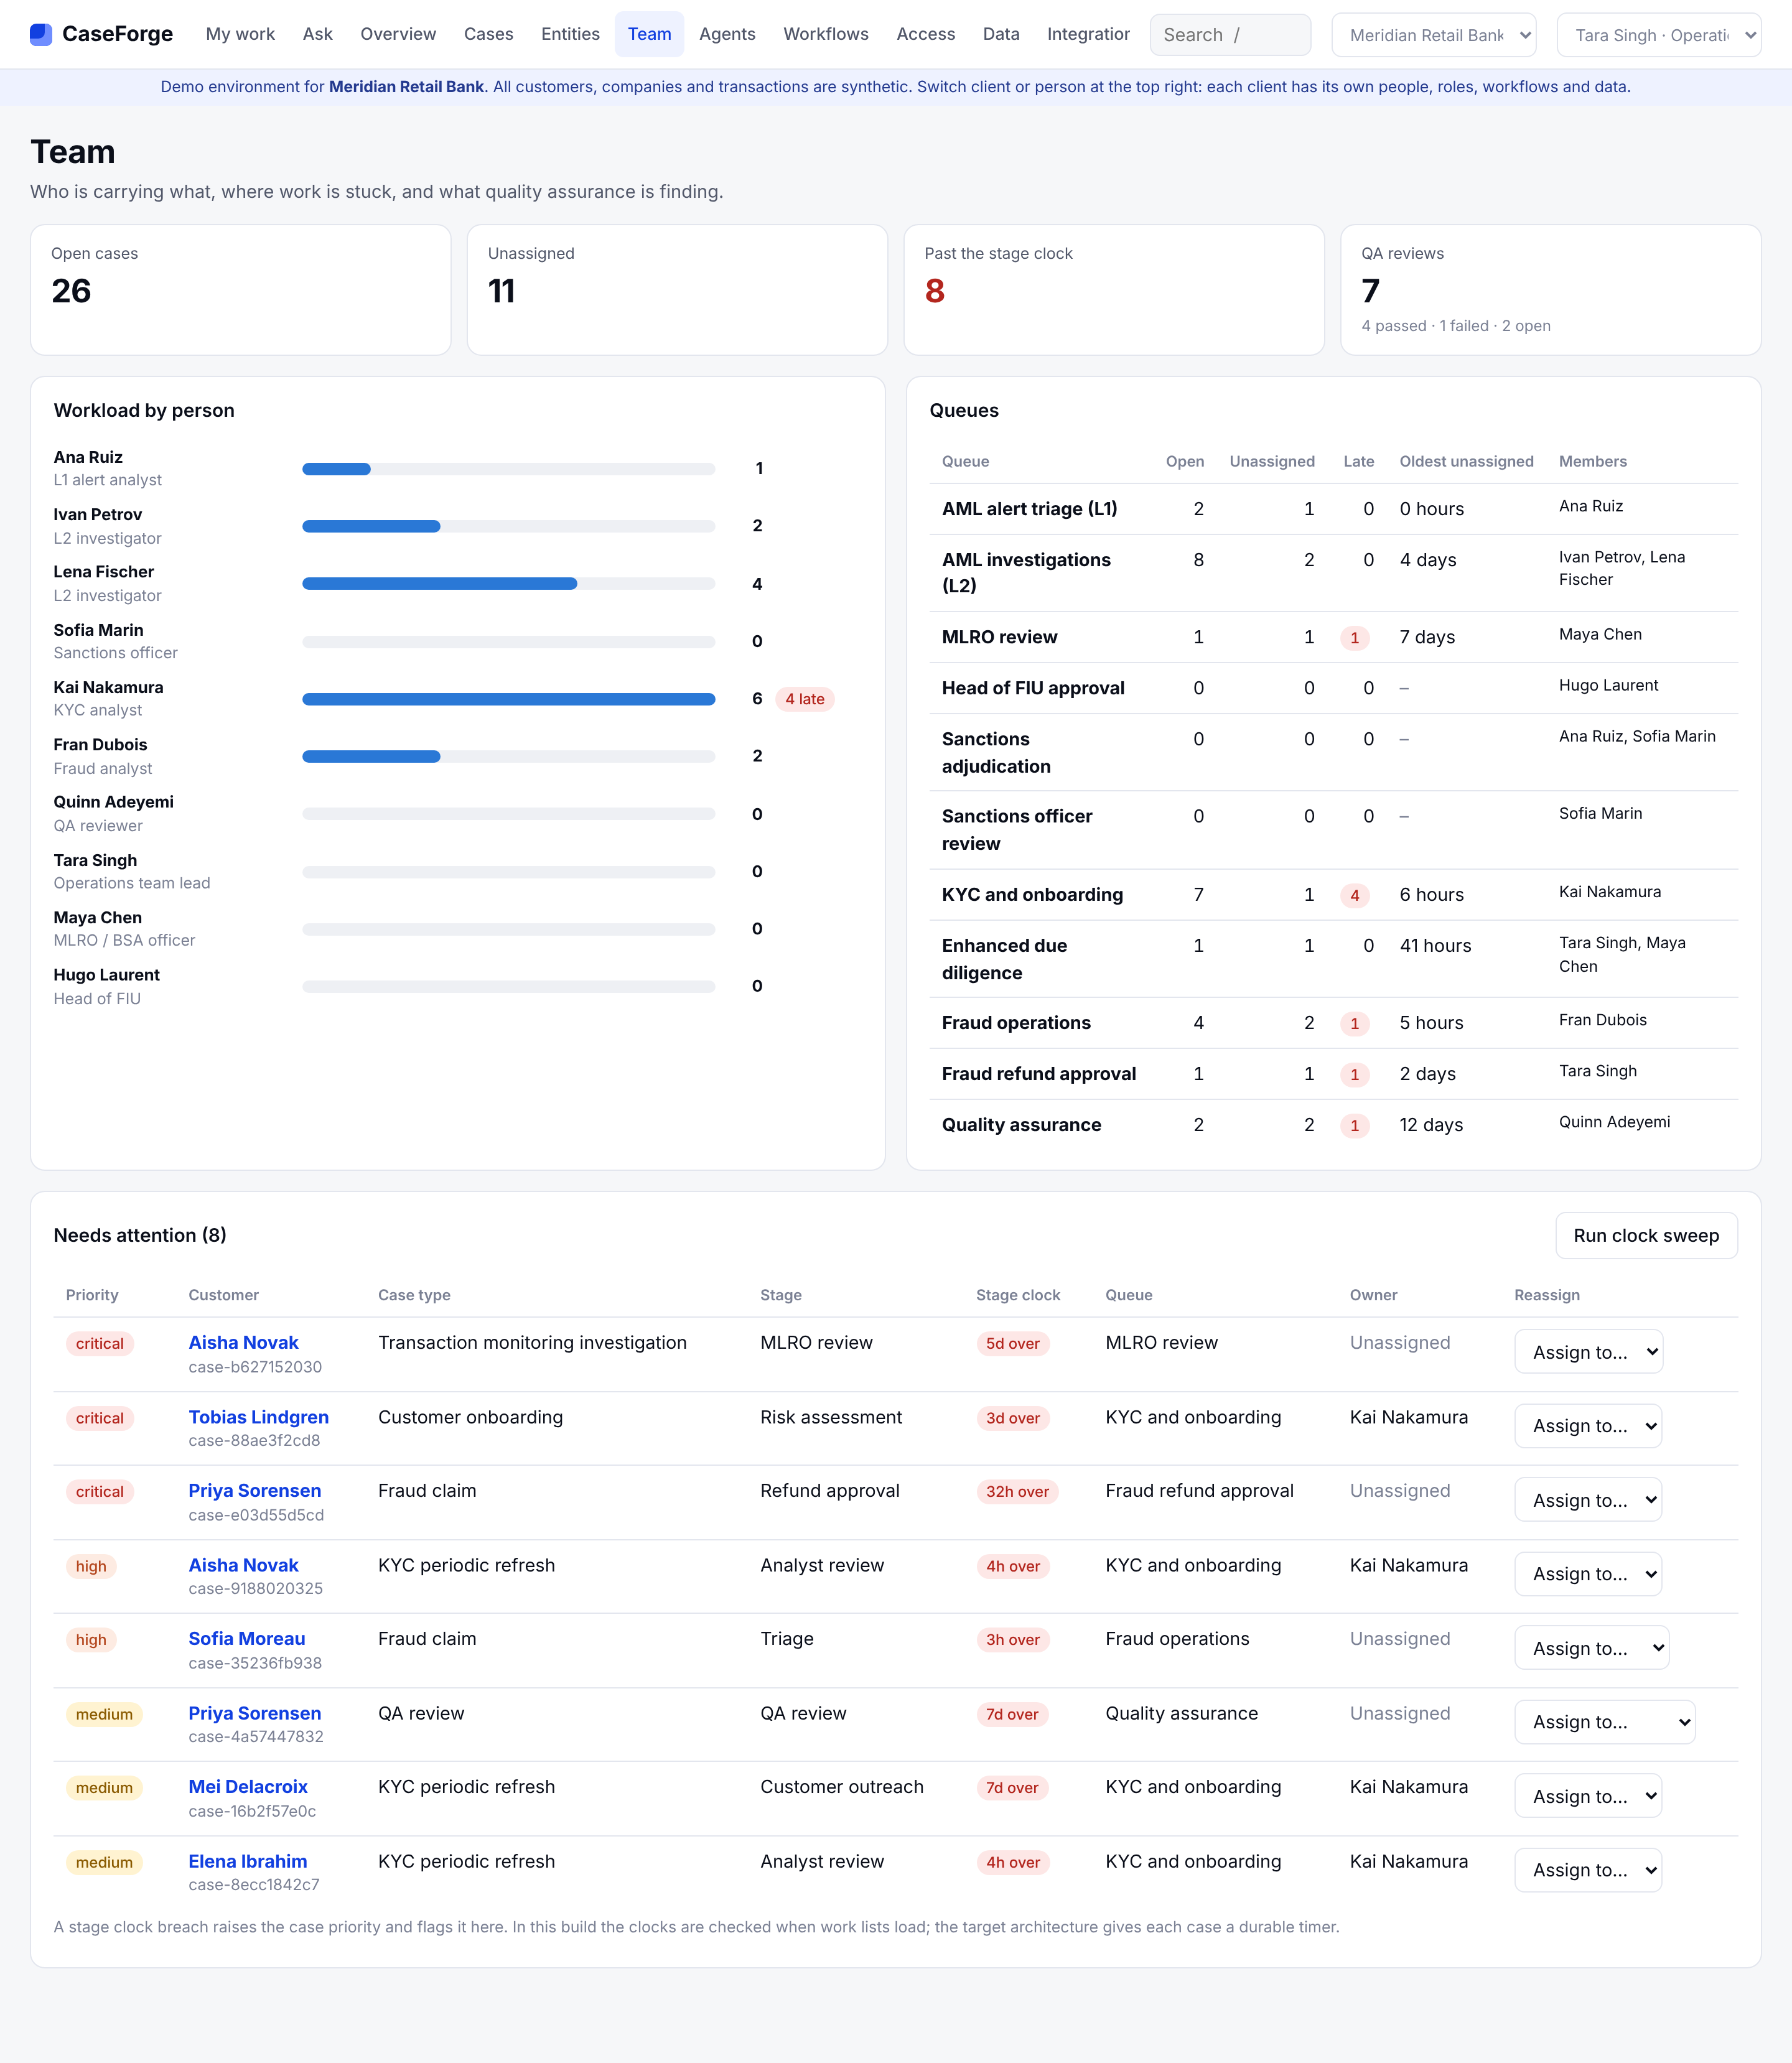 CaseForge My work Ask Overview Cases Entities Team Agents Workflows Access Data Search / Meridian Retail Bank Tara Singh ·
Demo environment for Meridian Retail Bank. All customers, companies and transactions are synthetic. Switch client or person at the top right: each client has its own people, roles, workflows and data.
Team
Who is carrying what, where work is stuck, and what quality assurance is finding.
Open cases
26
Unassigned
11
Past the stage clock
8
QA reviews
7
4 passed · 1 failed · 2 open
Workload by person
Ana Ruiz
L1 alert analyst
1
Ivan Petrov
L2 investigator
2
Lena Fischer
L2 investigator
4
Sofia Marin
Sanctions officer
0
Kai Nakamura
KYC analyst
6 4 late
Fran Dubois
Fraud analyst
2
Quinn Adeyemi
QA reviewer
0
Tara Singh
Operations team lead
0
Maya Chen
MLRO / BSA officer
0
Hugo Laurent
Head of FIU
0
Queues
Queue Open Unassigned Late Oldest unassigned Members
AML alert triage (L1) 2 1 0 0 hours Ana Ruiz
AML investigations 8 2 0 4 days Ivan Petrov, Lena
(L2) Fischer
MLRO review 1 1 1 7 days Maya Chen
Head of FIU approval 0 0 0 – Hugo Laurent
Sanctions 0 0 0 – Ana Ruiz, Sofia Marin
adjudication
Sanctions officer 0 0 0 – Sofia Marin
review
KYC and onboarding 7 1 4 6 hours Kai Nakamura
Enhanced due 1 1 0 41 hours Tara Singh, Maya
diligence Chen
Fraud operations 4 2 1 5 hours Fran Dubois
Fraud refund approval 1 1 1 2 days Tara Singh
Quality assurance 2 2 1 12 days Quinn Adeyemi
Needs attention (8) Run clock sweep
Priority Customer Case type Stage Stage clock Queue Owner Reassign
critical Aisha Novak Transaction monitoring investigation MLRO review 5d over MLRO review Unassigned Assign to...
case-b627152030
critical Tobias Lindgren Customer onboarding Risk assessment 3d over KYC and onboarding Kai Nakamura Assign to...
case-88ae3f2cd8
critical Priya Sorensen Fraud claim Refund approval 32h over Fraud refund approval Unassigned Assign to...
case-e03d55d5cd
high Aisha Novak KYC periodic refresh Analyst review 4h over KYC and onboarding Kai Nakamura Assign to...
case-9188020325
high Sofia Moreau Fraud claim Triage 3h over Fraud operations Unassigned Assign to...
case-35236fb938
medium Priya Sorensen QA review QA review 7d over Quality assurance Unassigned Assign to...
case-4a57447832
medium Mei Delacroix KYC periodic refresh Customer outreach 7d over KYC and onboarding Kai Nakamura Assign to...
case-16b2f57e0c
medium Elena Ibrahim KYC periodic refresh Analyst review 4h over KYC and onboarding Kai Nakamura Assign to...
case-8ecc1842c7
A stage clock breach raises the case priority and flags it here. In this build the clocks are checked when work lists load; the target architecture gives each case a durable timer.